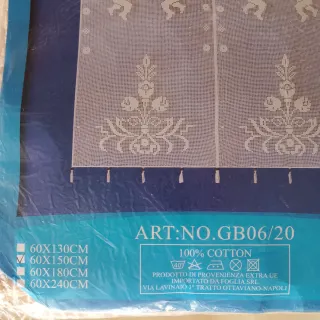 ART:NO.GB06/20
60X130CM
60X150CM
60X180CM
60X240CM
100% COTTON
PRODOTTO DI PROVENIENZA EXTRA UE
IMPORTATO DA FOGLIA SRL
VIA LAVINAIO 1° TRATTO OTTAVIANO-NAPOLI